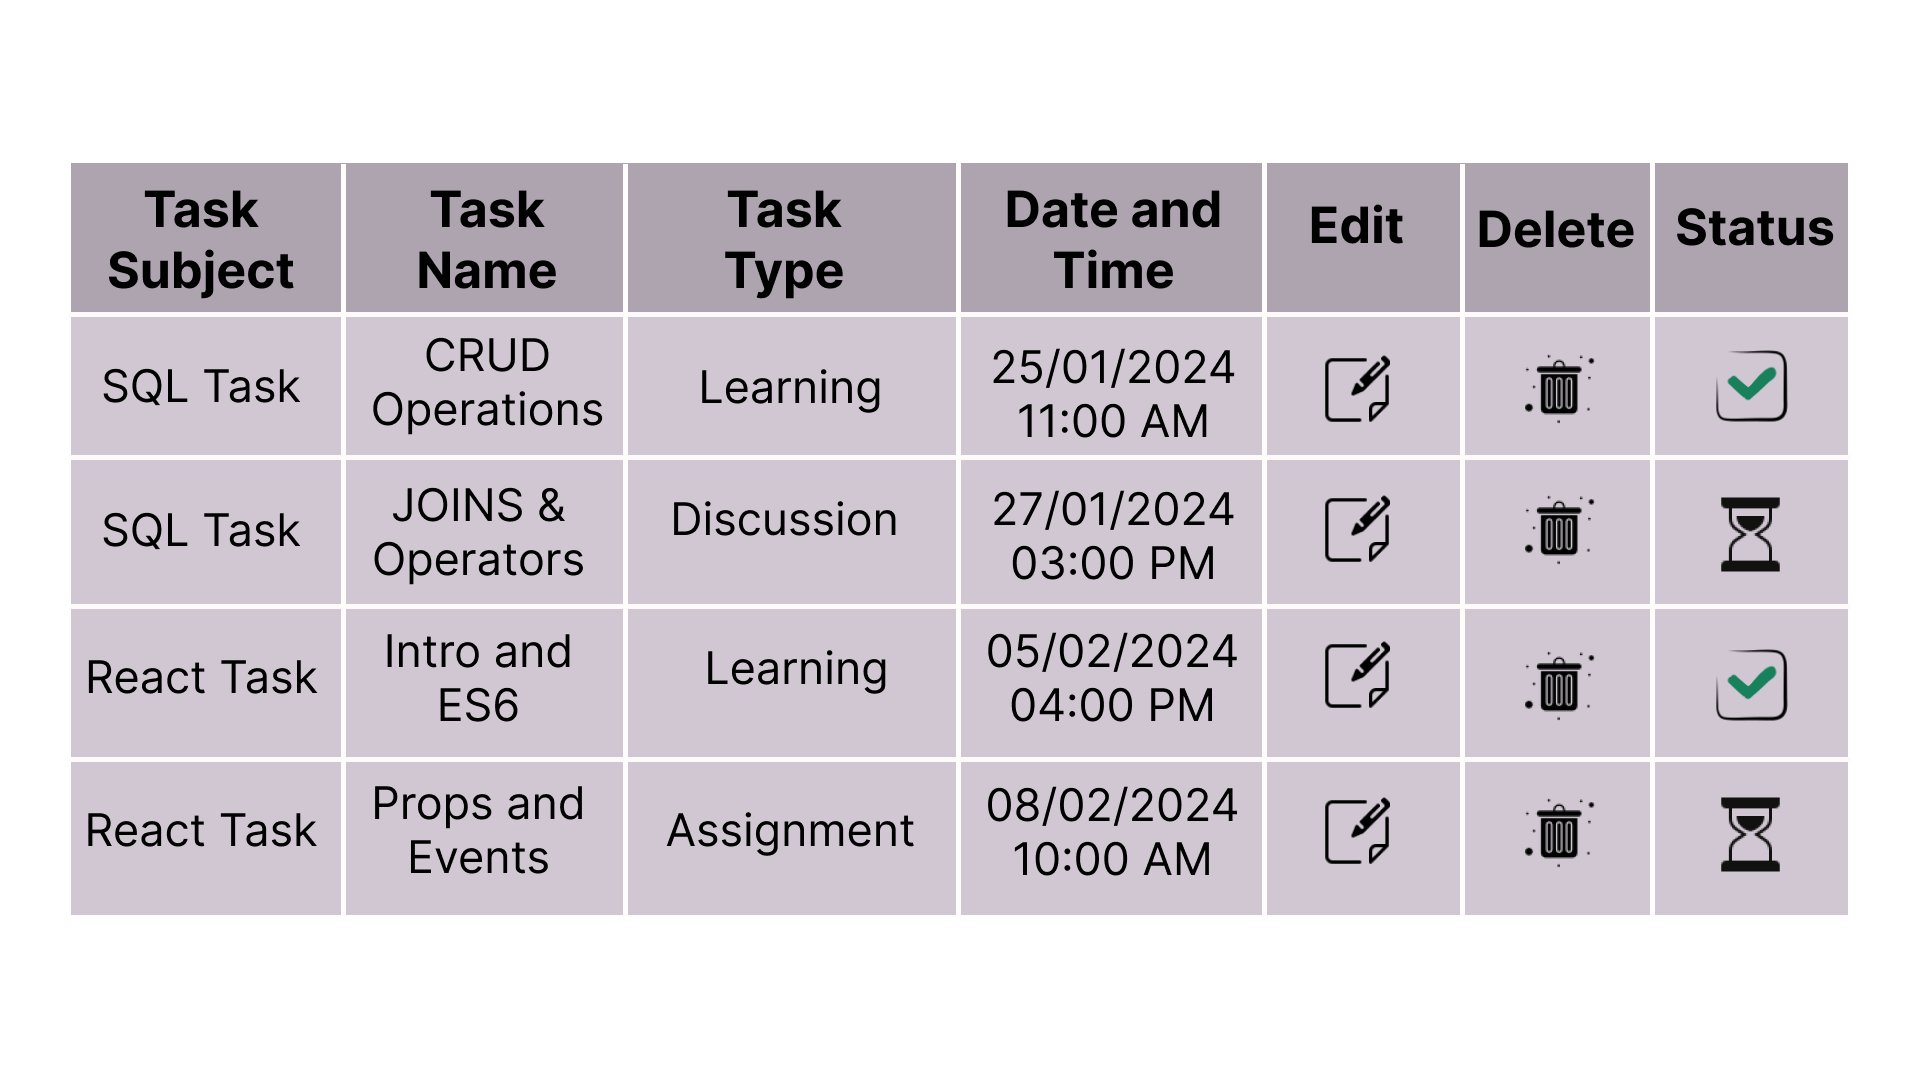 Task Subject
Task Name
Task Type
Date and Time
Edit
Delete
Status
SQL Task
CRUD Operations
Learning
25/01/2024
11:00 AM
SQL Task
JOINS & Operators
Discussion
27/01/2024
03:00 PM
React Task
Intro and ES6
Learning
05/02/2024
04:00 PM
React Task
Props and Events
Assignment
08/02/2024
10:00 AM